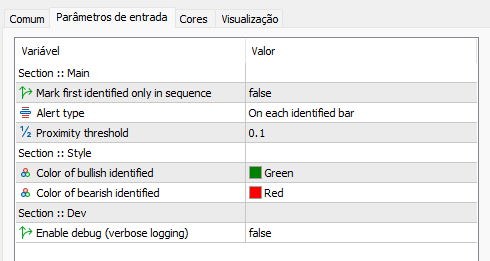 Comum Parâmetros de entrada Cores Visualização
Variável Valor
Section :: Main
Mark first identified only in sequence false
Alert type On each identified bar
Proximity threshold 0.1
Section :: Style
Color of bullish identified Green
Color of bearish identified Red
Section :: Dev
Enable debug (verbose logging) false